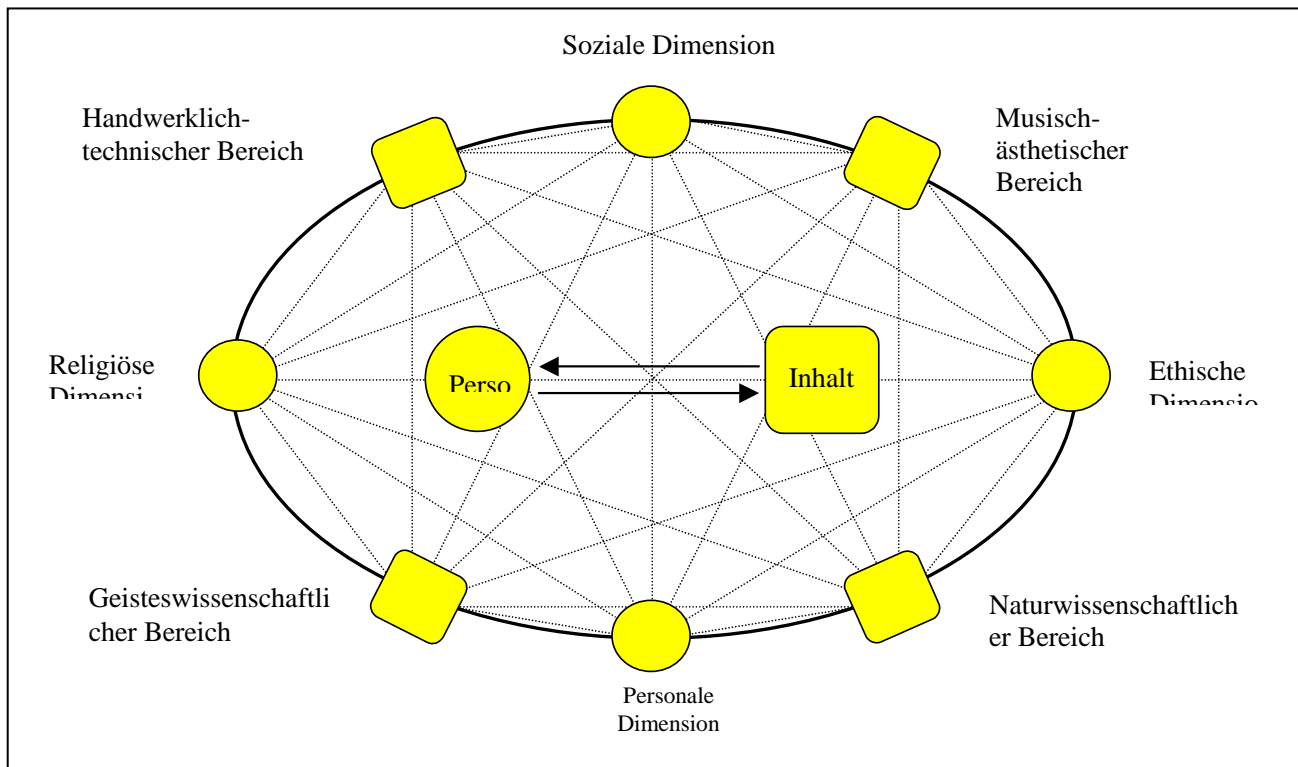 Soziale Dimension
Handwerklich-
technischer Bereich
Musisch-
ästhetischer
Bereich
Religiöse
Dimensi
Perso
Inhalt
Ethische
Dimensio
Geisteswissenschaftli
cher Bereich
Naturwissenschaftlich
er Bereich
Personale
Dimension